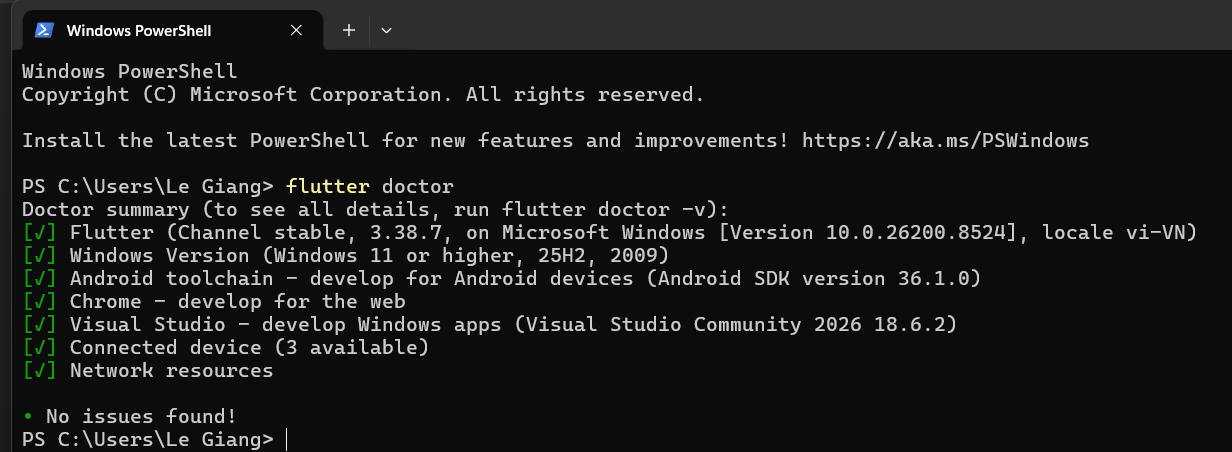 Windows PowerShell
Windows PowerShell
Copyright (C) Microsoft Corporation. All rights reserved.
Install the latest PowerShell for new features and improvements! https://aka.ms/PSWindows
PS C:\Users\Le Giang> flutter doctor
Doctor summary (to see all details, run flutter doctor -v):
[√] Flutter (Channel stable, 3.38.7, on Microsoft Windows [Version 10.0.26200.8524], locale vi-VN)
[√] Windows Version (Windows 11 or higher, 25H2, 2009)
[√] Android toolchain - develop for Android devices (Android SDK version 36.1.0)
[√] Chrome - develop for the web
[√] Visual Studio - develop Windows apps (Visual Studio Community 2026 18.6.2)
[√] Connected device (3 available)
[√] Network resources
• No issues found!
PS C:\Users\Le Giang>